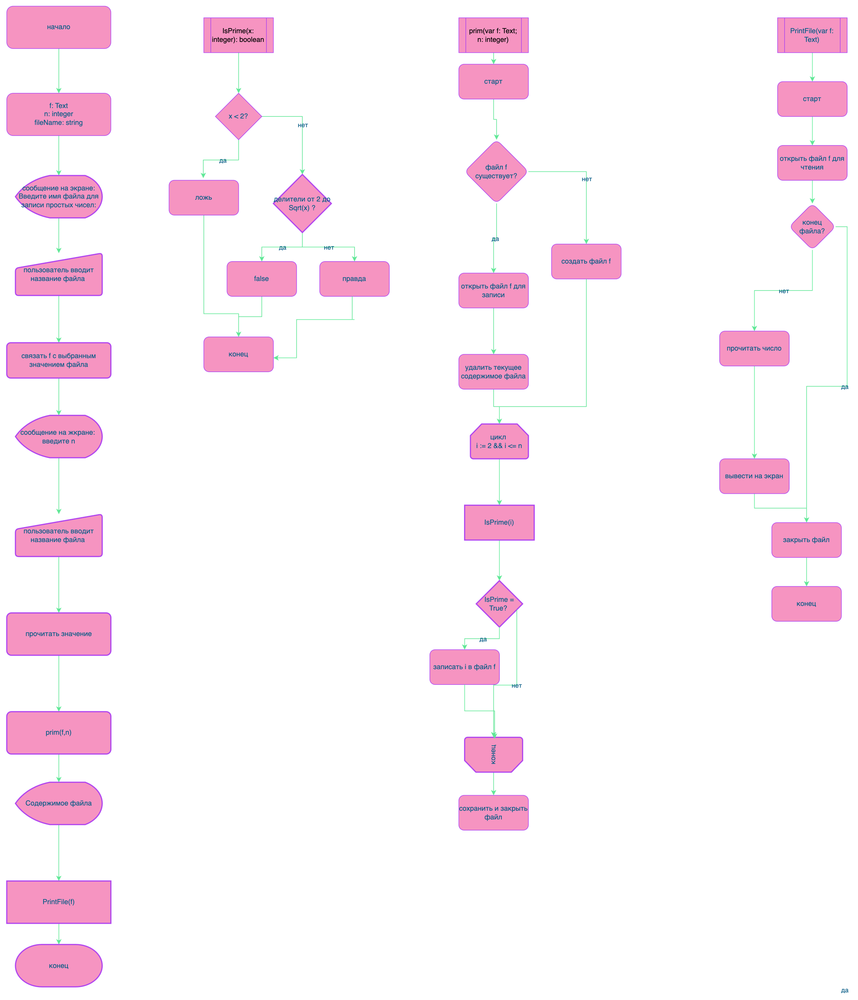 начало
f: Text
n: integer
fileName: string
сообщение на экране:
Введите имя файла для
записи простых чисел:
пользователь вводит
название файла
связать f с выбранным
значением файла
сообщение на жкране:
введите n
пользователь вводит
название файла
прочитать значение
prim(f,n)
Содержимое файла
PrintFile(f)
конец
IsPrime(x:
integer): boolean
x < 2?
нет
да
ложь
делители от 2 до
Sqrt(x) ?
да
нет
false
правда
конец
prim(var f: Text;
n: integer)
старт
файл f
существует?
нет
да
создать файл f
открыть файл f для
записи
удалить текущее
содержимое файла
цикл
i := 2 && i <= n
IsPrime(i)
IsPrime =
True?
да
записать i в файл f
нет
конец
сохранить и закрыть
файл
PrintFile(var f:
Text)
старт
открыть файл f для
чтения
конец
файла?
нет
прочитать число
да
вывести на экран
закрыть файл
конец
да